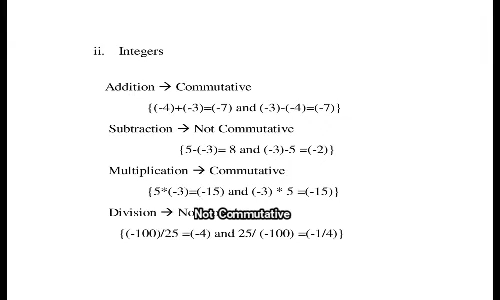 ii. Integers
Addition → Commutative
{(-4)+(-3)=(-7) and (-3)-(-4)=(-7)}
Subtraction → Not Commutative
{5-(-3)= 8 and (-3)-5 =(-2)}
Multiplication → Commutative
{5*(-3)=(-15) and (-3) * 5 =(-15)}
Division → No Not Commutative
{(-100)/25 =(-4) and 25/ (-100) =(-1/4)}